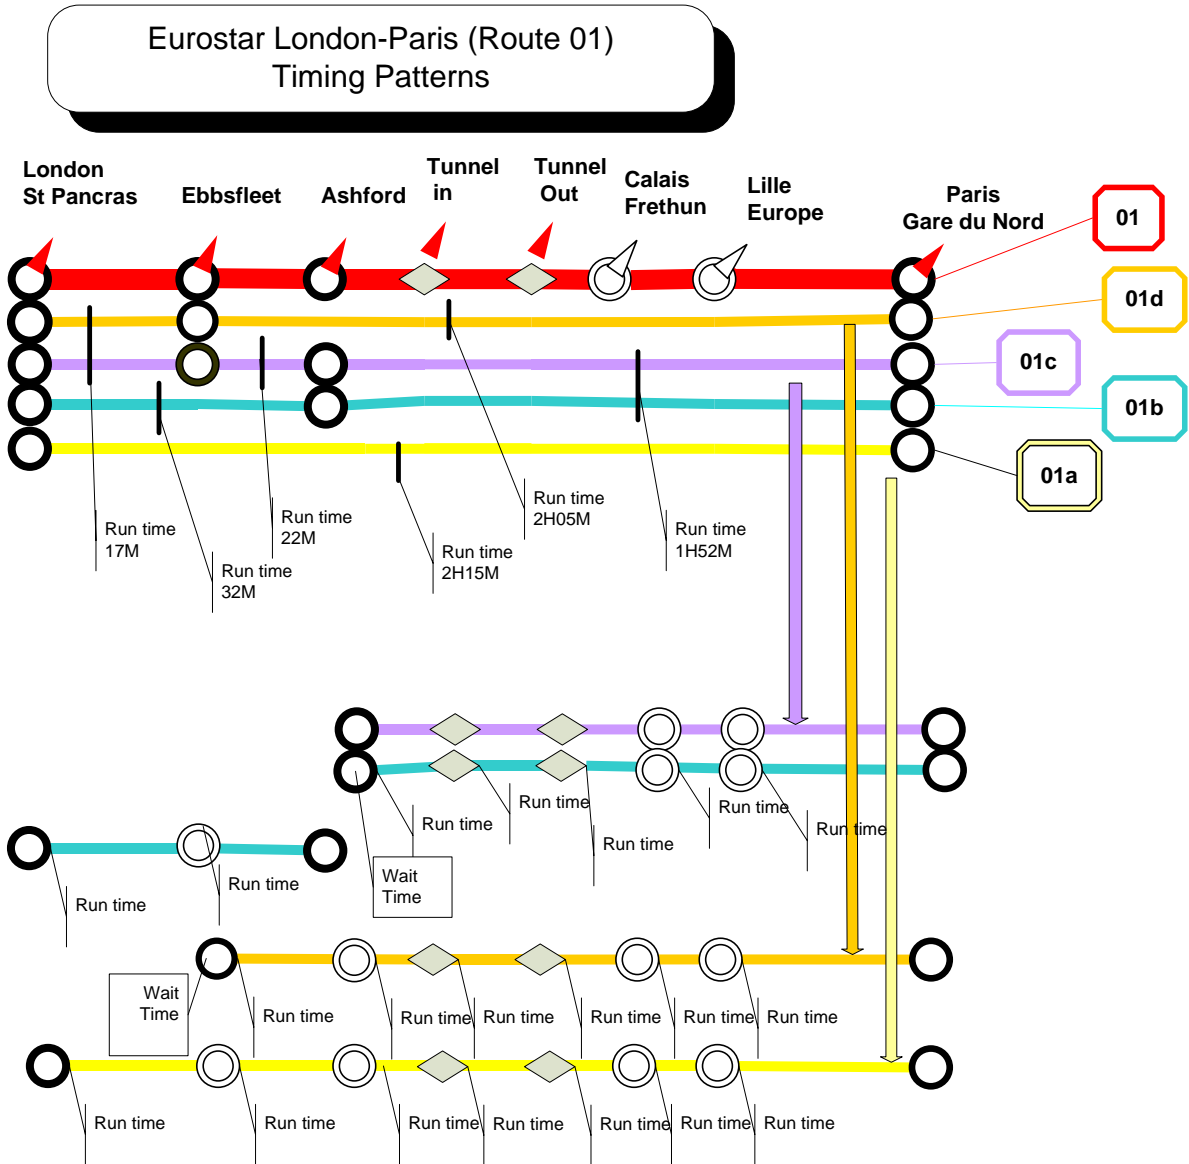 Eurostar London-Paris (Route 01)
Timing Patterns
London
St Pancras
Ebbsfleet
Ashford
Tunnel
in
Tunnel
Out
Calais
Frethun
Lille
Europe
Paris
Gare du Nord
01
01d
01c
01b
01a
Run time
17M
Run time
32M
Run time
22M
Run time
2H15M
Run time
2H05M
Run time
1H52M
Run time
Run time
Run time
Run time
Run time
Wait
Time
Run time
Run time
Wait
Time
Run time
Run time
Run time
Run time
Run time
Run time
Run time
Run time
Run time
Run time
Run time
Run time
Run time